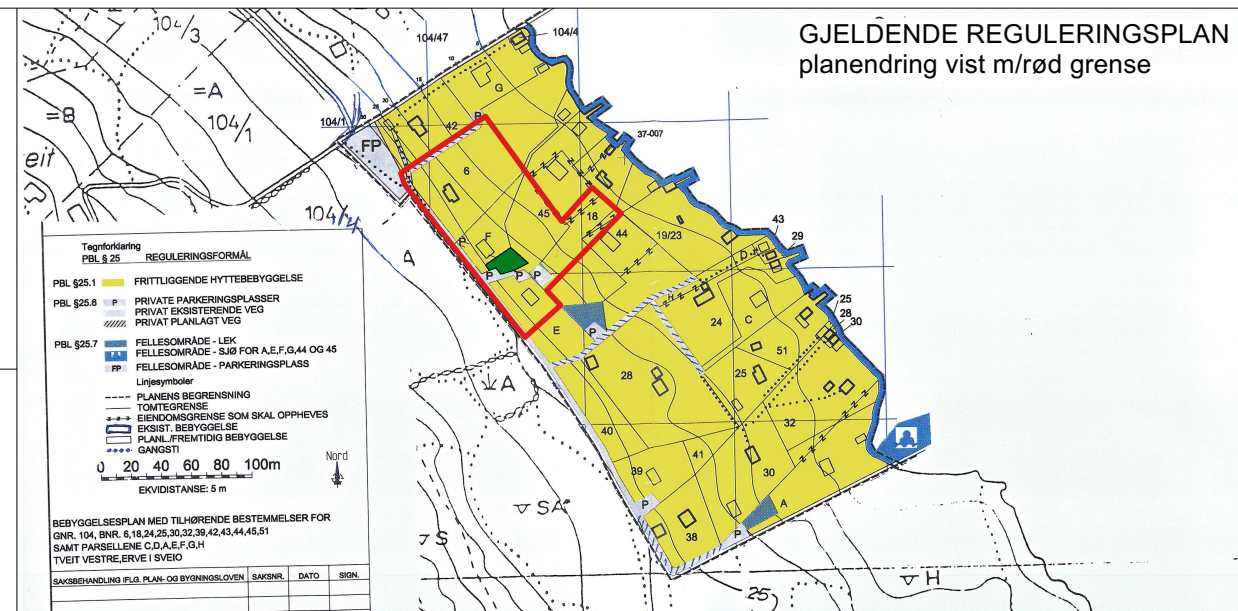 GJELDENDE REGULERINGSPLAN
planendring vist m/rød grense
104/3
=A
=B
104/1
eit
104/47
104/4
104/1
FP
G
42
P
37-007
6
45
18
44
19/23
F
P
P P P
A
43
29
D
H
25
28
30
24
C
51
25
E
P
28
32
40
41
39
30
A
P
38
P
A
SA
S
H
25
Tegnforklaring
PBL § 25 REGULERINGSFORMÅL
PBL §25.1 FRITTLIGGENDE HYTTEBEBYGGELSE
PBL §25.6 P PRIVATE PARKERINGSPLASSER
PRIVAT EKSISTERENDE VEG
PRIVAT PLANLAGT VEG
PBL §25.7 FELLESOMRÅDE - LEK
FELLESOMRÅDE - SJØ FOR A,E,F,G,44 OG 45
FP FELLESOMRÅDE - PARKERINGSPLASS
Linjesymboler
PLANENS BEGRENSNING
TOMTEGRENSE
EIENDOMSGRENSE SOM SKAL OPPHEVES
EKSIST. BEBYGGELSE
PLANL./FREMTIDIG BEBYGGELSE
GANGSTI
0 20 40 60 80 100m
EKVIDISTANSE: 5 m
Nord
BEBYGGELSESPLAN MED TILHØRENDE BESTEMMELSER FOR
GNR. 104, BNR. 6,18,24,25,30,32,39,42,43,44,45,51
SAMT PARSELLENE C,D,A,E,F,G,H
TVEIT VESTRE,ERVE I SVEIO
SAKSBEHANDLING IFLG. PLAN- OG BYGNINGSLOVEN SAKSNR. DATO SIGN.